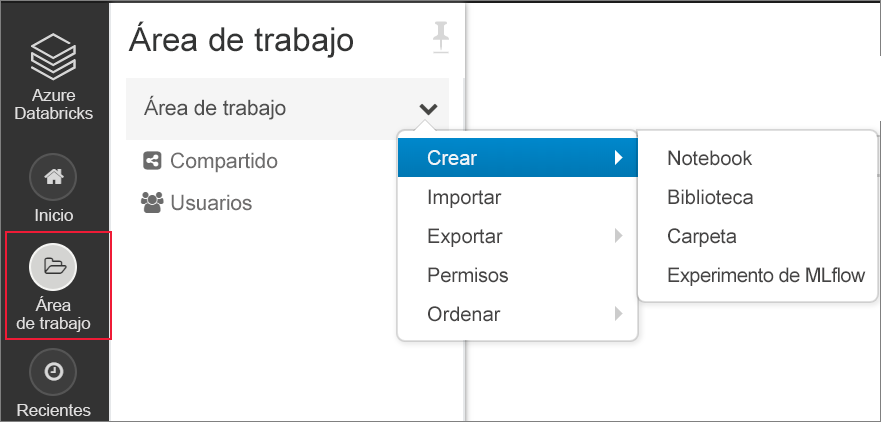 Azure
Databricks
Inicio
Área
de trabajo
Recientes
Área de trabajo
Área de trabajo
Compartido
Usuarios
Crear
Importar
Exportar
Permisos
Ordenar
Notebook
Biblioteca
Carpeta
Experimento de MLflow